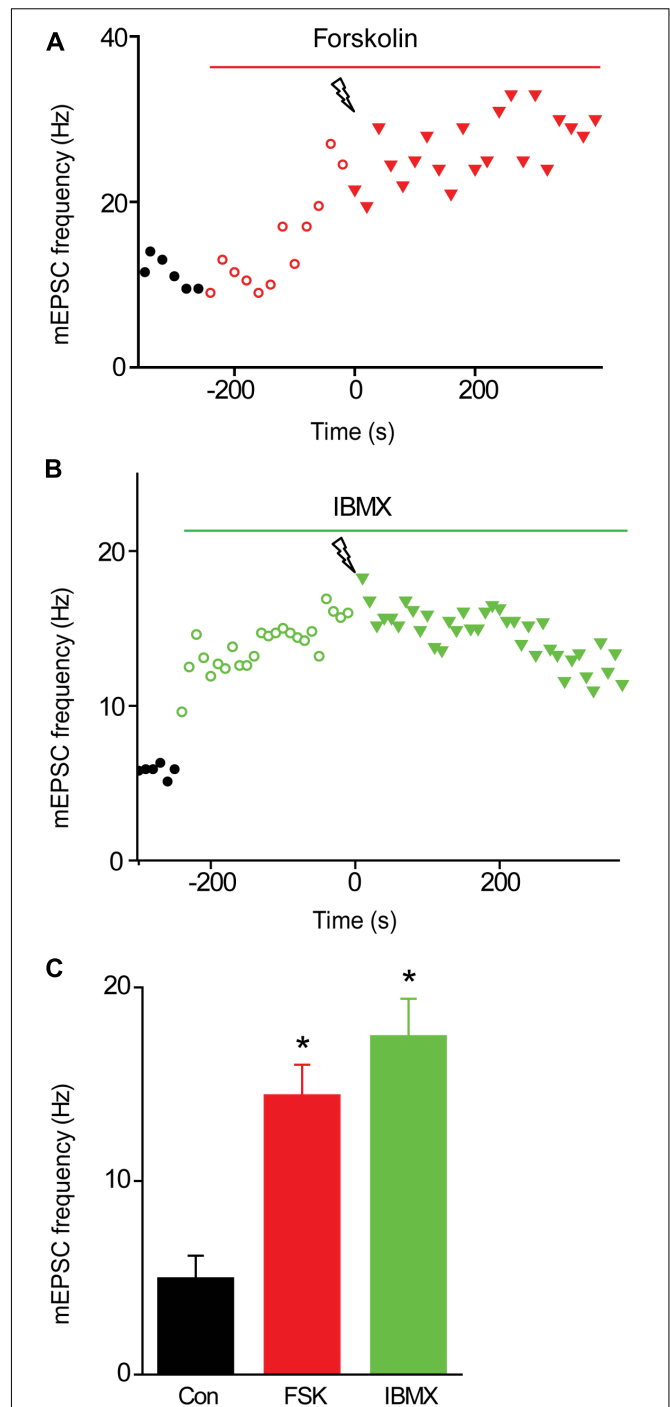 A
Forskolin
mEPSC frequency (Hz)
40
20
0
-200 0 200
Time (s)
B
IBMX
mEPSC frequency (Hz)
20
10
0
-200 0 200
Time (s)
C
mEPSC frequency (Hz)
20
10
0
* *
Con FSK IBMX